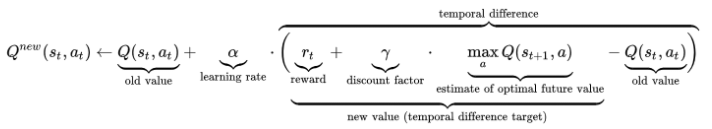 temporal difference
Q^{new}(s_t, a_t) ← Q(s_t, a_t) + α · ( r_t + γ · max_a Q(s_{t+1}, a) − Q(s_t, a_t) )
old value learning rate reward discount factor estimate of optimal future value old value
new value (temporal difference target)